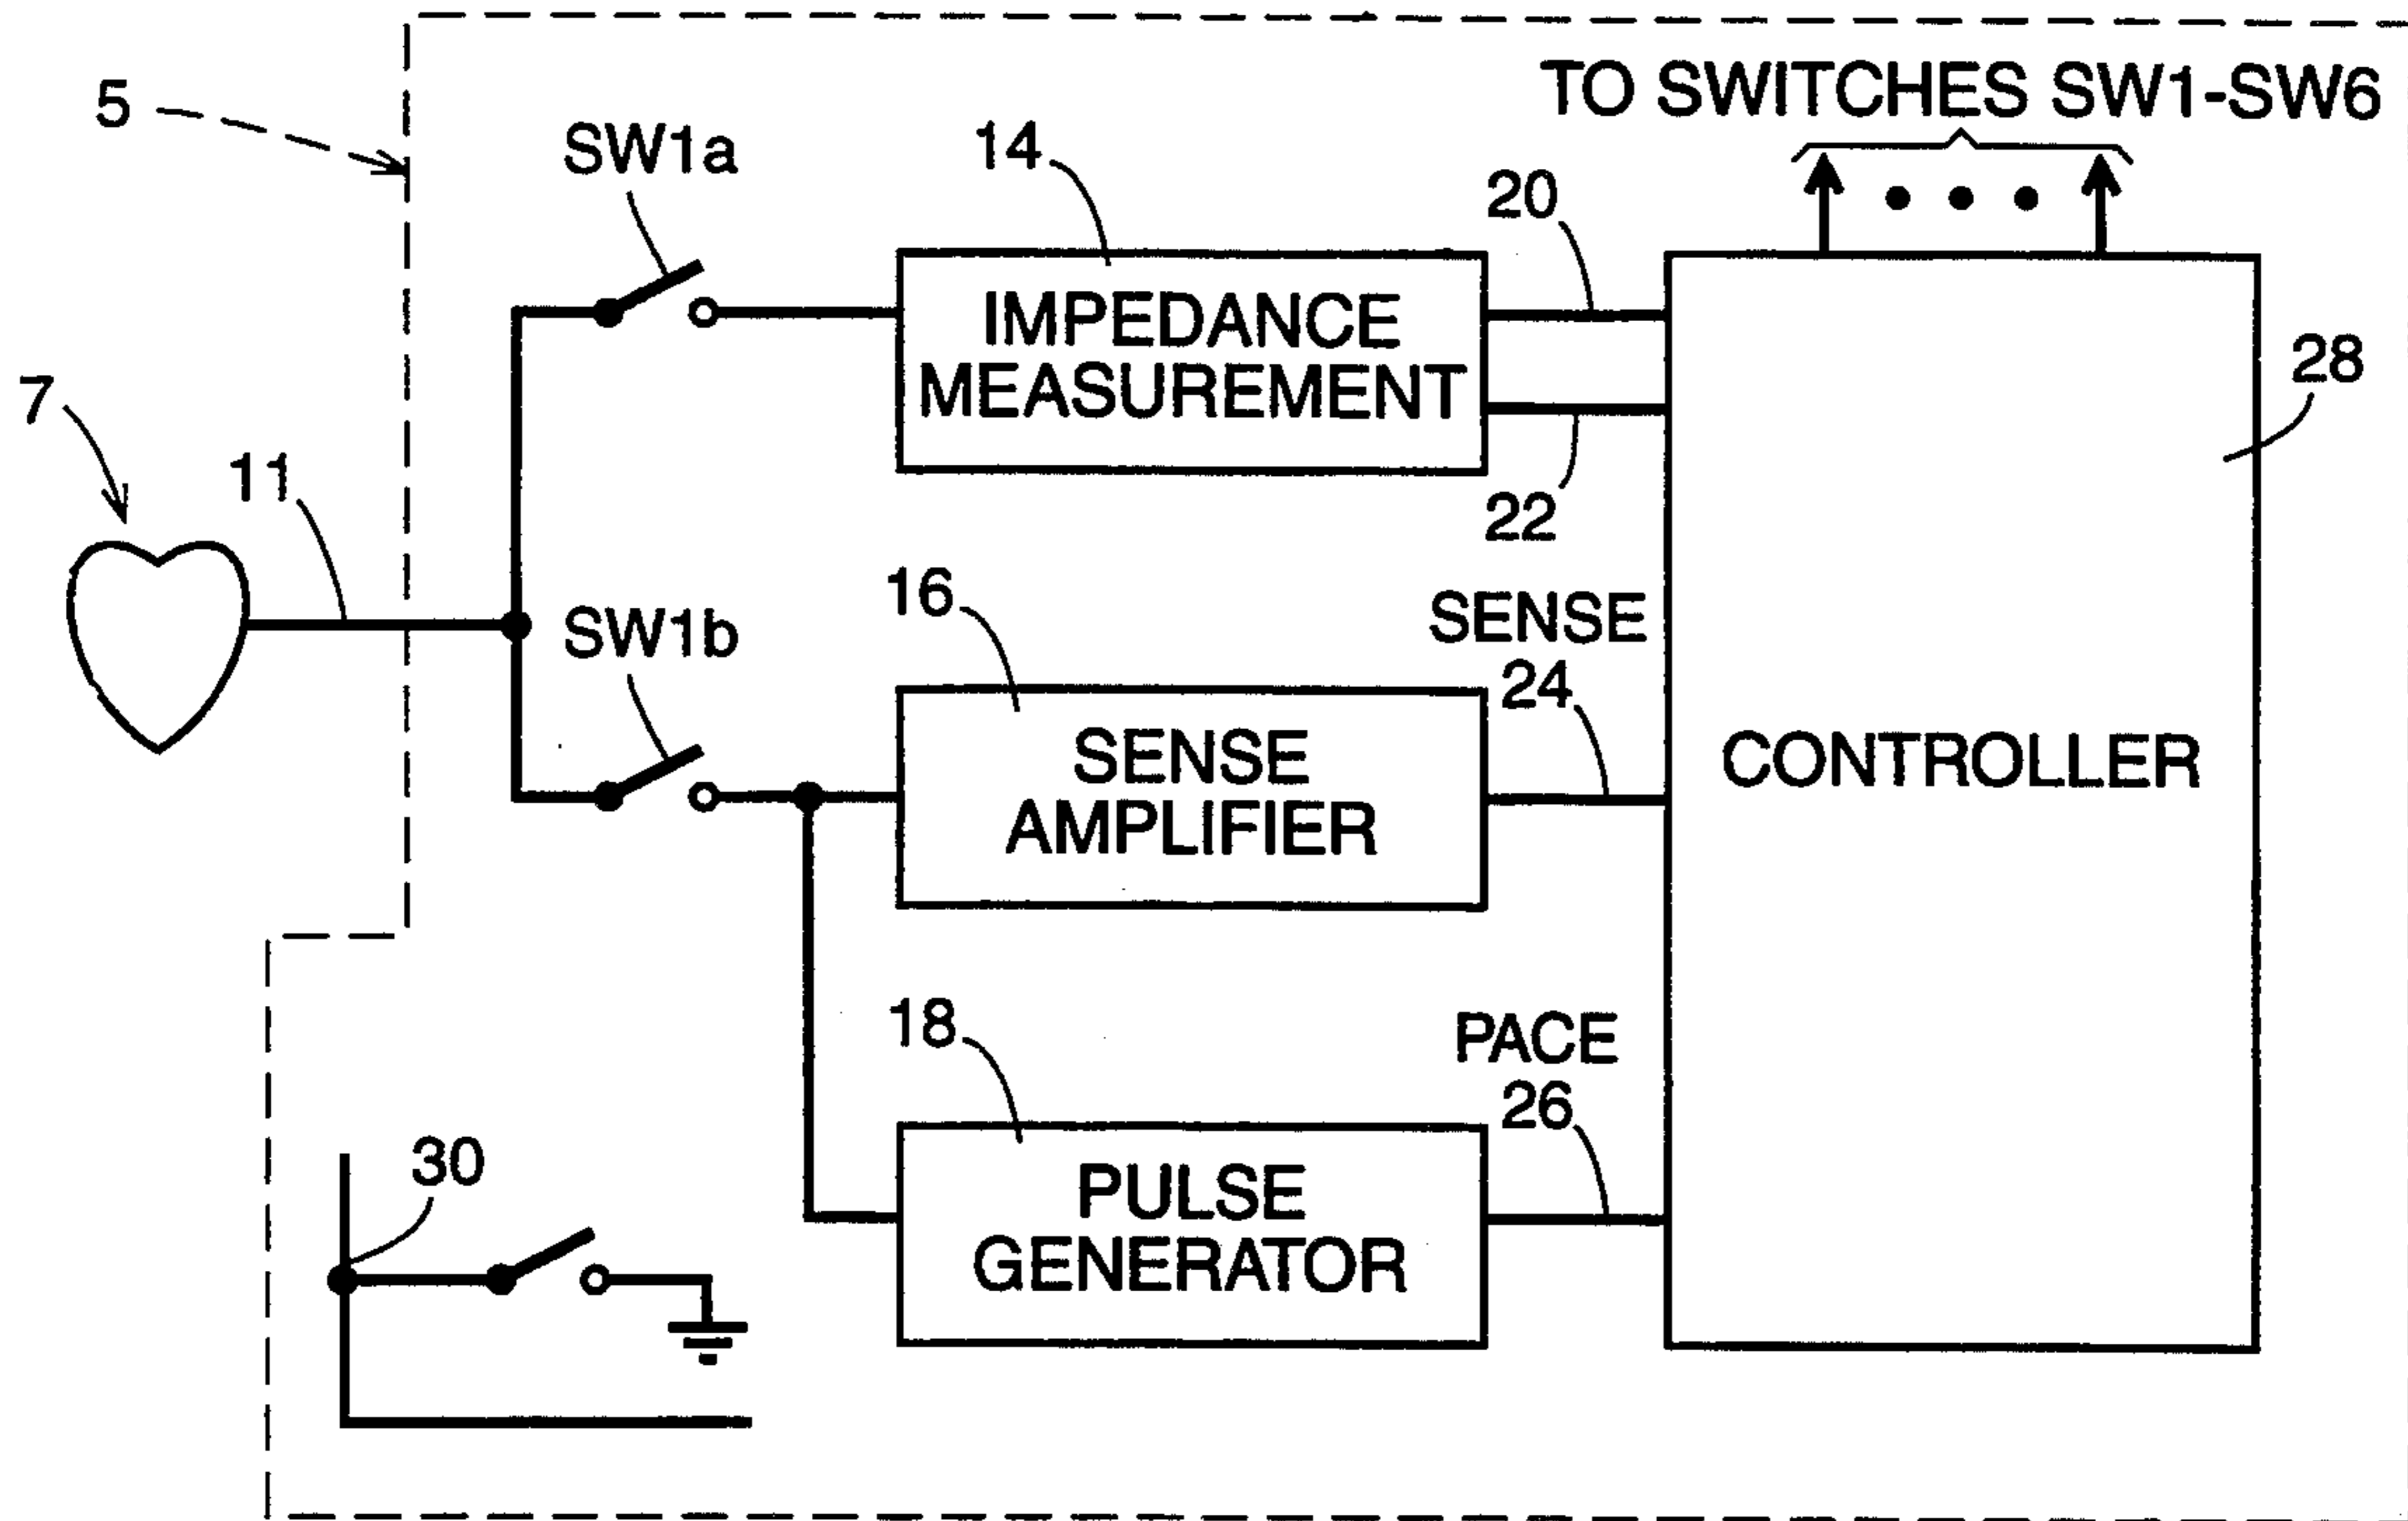 TO SWITCHES SW1-SW6
5
SW1a
14
20
IMPEDANCE
MEASUREMENT
28
7
11
22
16
SENSE
SW1b
24
SENSE
AMPLIFIER
CONTROLLER
18
PACE
26
30
PULSE
GENERATOR